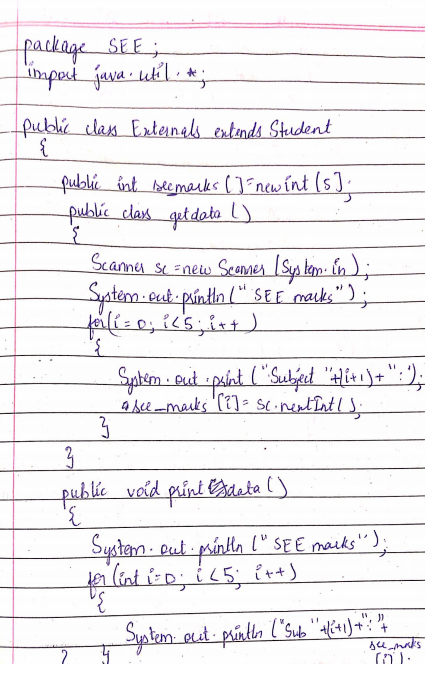 package SEE ;
import java.util.*;
public class Externals extends Student
{
public int seemarks []=new int [5];
public class getdata ()
{
Scanner sc =new Scanner (System.in);
System.out.println (" SEE marks");
for(i=0; i<5; i++)
{
System.out.print ("Subject "+(i+1)+":");
see_marks [i]= sc.nextInt();
}
}
public void print data ()
{
System.out.println (" SEE marks");
for (int i=0; i<5; i++)
{
System.out.println ("Sub "+(i+1)+":"+
see_marks
} } [i]).